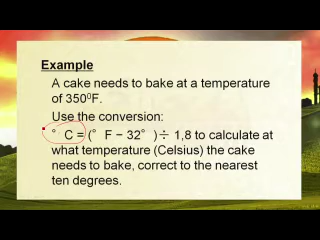 Example
A cake needs to bake at a temperature
of 350⁰F.
Use the conversion:
°C = (°F − 32°) ÷ 1,8 to calculate at
what temperature (Celsius) the cake
needs to bake, correct to the nearest
ten degrees.